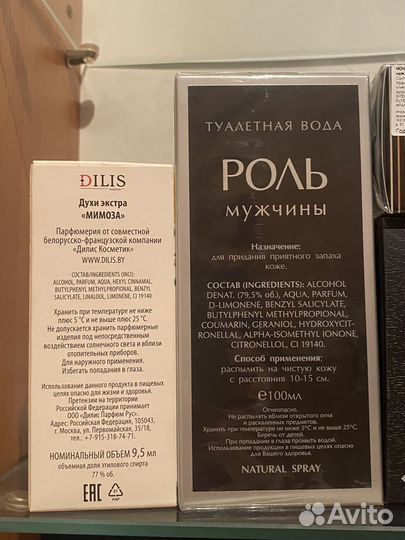 DILIS
Духи экстра
«МИМОЗА»
Парфюмерия от совместной
белорусско-французской компании
«Дилис Косметик»
WWW.DILIS.BY
СОСТАВ/INGREDIENTS (INCI):
ALCOHOL, PARFUM, AQUA, HEXYL CINNAMAL,
BUTYLPHENYL METHYLPROPIONAL, BENZYL
SALICYLATE, LINALOOL, LIMONENE, CI 19140
Хранить при температуре не ниже
плюс 5 °C и не выше плюс 25 °C.
Не допускается хранить парфюмерные
изделия под непосредственным
воздействием солнечного света и вблизи
отопительных приборов.
Для наружного применения.
Избегать попадания в глаза.
Использование данного продукта в пищевых
целях опасно для жизни и здоровья.
Претензии на территории
Российской Федерации принимает
ООО «Дилис Парфюм Рус».
Адрес: Российская Федерация, 105043,
г. Москва, ул. Первомайская, 35/18,
тел.: +7-915-318-74-71.
НОМИНАЛЬНЫЙ ОБЪЕМ 9,5 мл
объемная доля этилового спирта
77 % об.
EAC
21
PAP
ТУАЛЕТНАЯ ВОДА
РОЛЬ
мужчины
Назначение:
для придания приятного запаха
коже.
СОСТАВ (INGREDIENTS): ALCOHOL
DENAT. (79,5% об.), AQUA, PARFUM,
D-LIMONENE, BENZYL SALICYLATE,
BUTYLPHENYL METHYLPROPIONAL,
COUMARIN, GERANIOL, HYDROXYCIT-
RONELLAL, ALPHA-ISOMETHYL IONONE,
CITRONELLOL, CI 19140.
Способ применения:
распылить на чистую кожу
с расстояния 10-15 см.
℮100мл
Огнеопасно.
Не распылять вблизи открытого огня
и раскаленных предметов.
Хранить при температуре не ниже 5°C и не выше 25°C.
Беречь от детей.
При попадании в глаза промыть водой.
Использование продукции в пищевых целях опасно
для Вашего здоровья.
NATURAL SPRAY
Avito